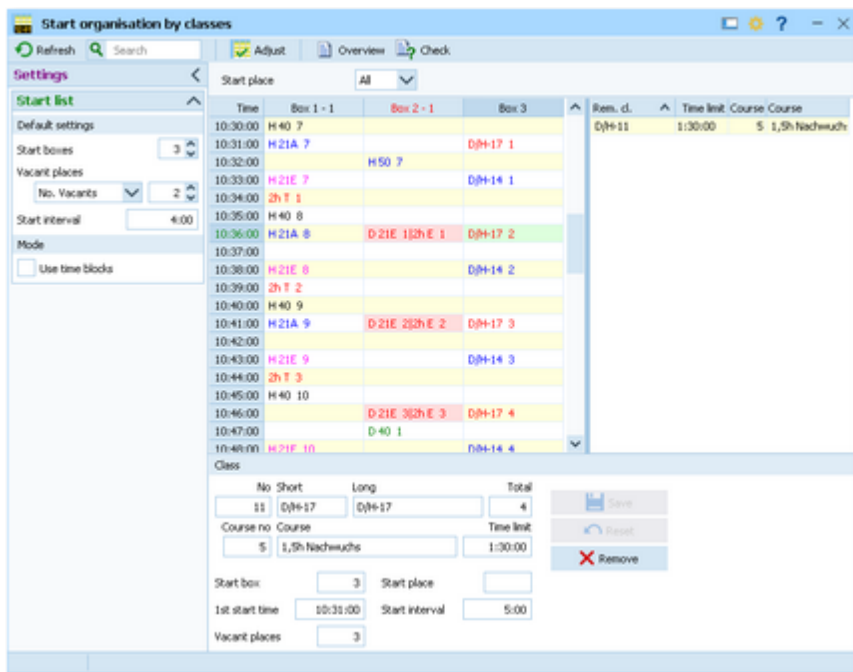 Start organisation by classes
Refresh Search Adjust Overview Check
Settings
Start list
Default settings
Start boxes 3
Vacant places
No. Vacants 2
Start interval 4:00
Mode
Use time blocks
Start place All
Time Box 1 - 1 Box 2 - 1 Box 3
10:30:00 H 40 7
10:31:00 H 21A 7 D/H-17 1
10:32:00 H 50 7
10:33:00 H 21E 7 D/H-14 1
10:34:00 2h T 1
10:35:00 H 40 8
10:36:00 H 21A 8 D 21E 1|2h E 1 D/H-17 2
10:37:00
10:38:00 H 21E 8 D/H-14 2
10:39:00 2h T 2
10:40:00 H 40 9
10:41:00 H 21A 9 D 21E 2|2h E 2 D/H-17 3
10:42:00
10:43:00 H 21E 9 D/H-14 3
10:44:00 2h T 3
10:45:00 H 40 10
10:46:00 D 21E 3|2h E 3 D/H-17 4
10:47:00 D 40 1
10:48:00 H 21E 10 D/H-14 4
Rem. cl. Time limit Course Course
D/H-11 1:30:00 5 1,5h Nachwuchs
Class
No Short Long Total
11 D/H-17 D/H-17 4
Course no Course Time limit
5 1,5h Nachwuchs 1:30:00
Start box 3 Start place
1st start time 10:31:00 Start interval 5:00
Vacant places 3
Save
Reset
Remove